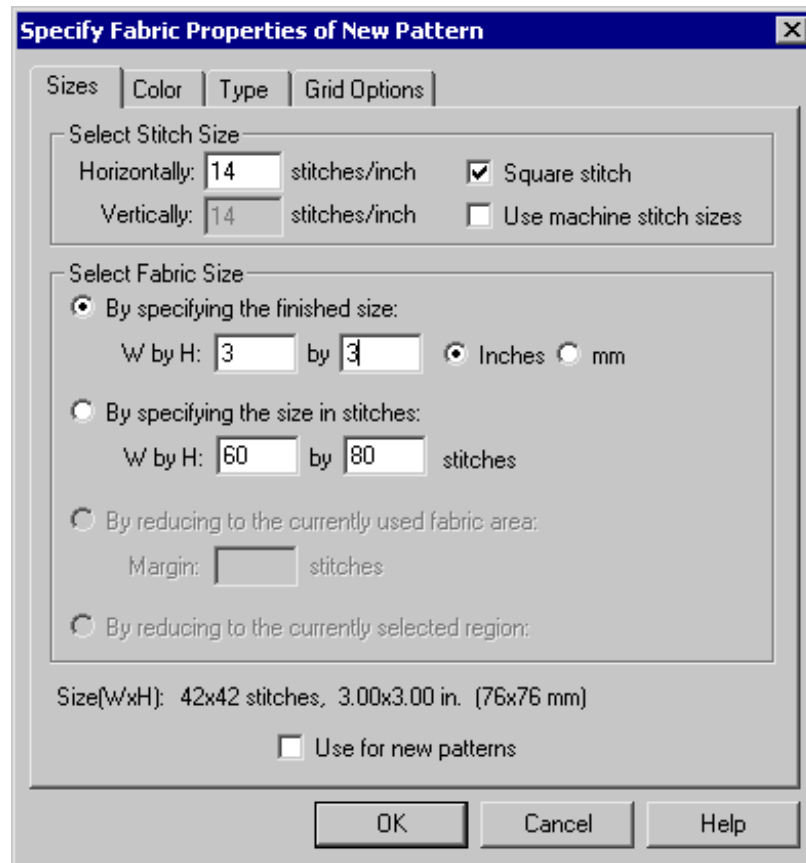 Specify Fabric Properties of New Pattern
Sizes Color Type Grid Options
Select Stitch Size
Horizontally: 14 stitches/inch Square stitch
Vertically: 14 stitches/inch Use machine stitch sizes
Select Fabric Size
By specifying the finished size:
W by H: 3 by 3 Inches mm
By specifying the size in stitches:
W by H: 60 by 80 stitches
By reducing to the currently used fabric area:
Margin: stitches
By reducing to the currently selected region:
Size(WxH): 42x42 stitches, 3.00x3.00 in. (76x76 mm)
Use for new patterns
OK Cancel Help